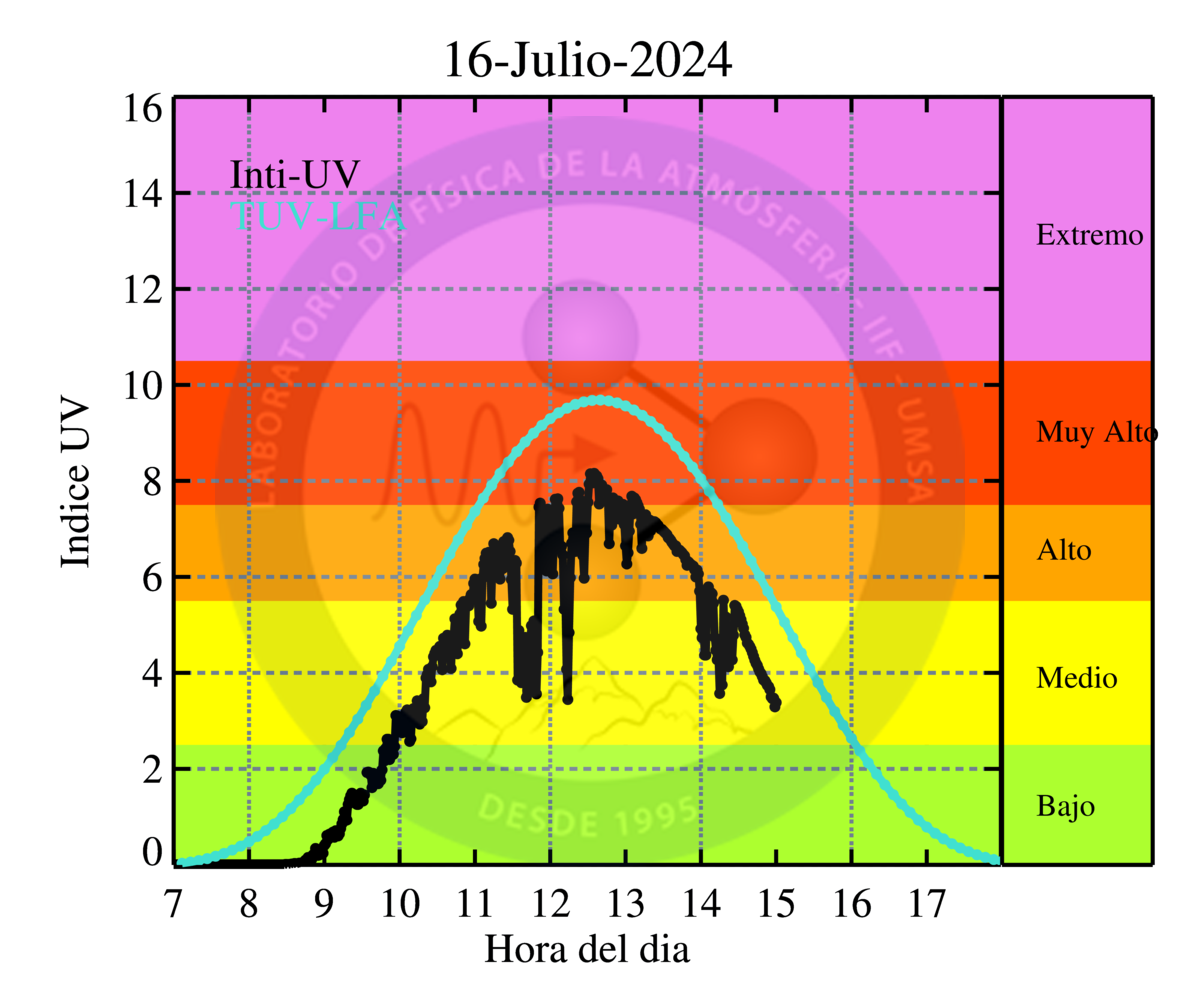 16-Julio-2024
16
14
12
10
8
6
4
2
0
Indice UV
Inti-UV
TUV-LFA
LABORATORIO DE FÍSICA DE LA ATMÓSFERA - IIF - UMSA
DESDE 1995
Extremo
Muy Alto
Alto
Medio
Bajo
7 8 9 10 11 12 13 14 15 16 17
Hora del dia